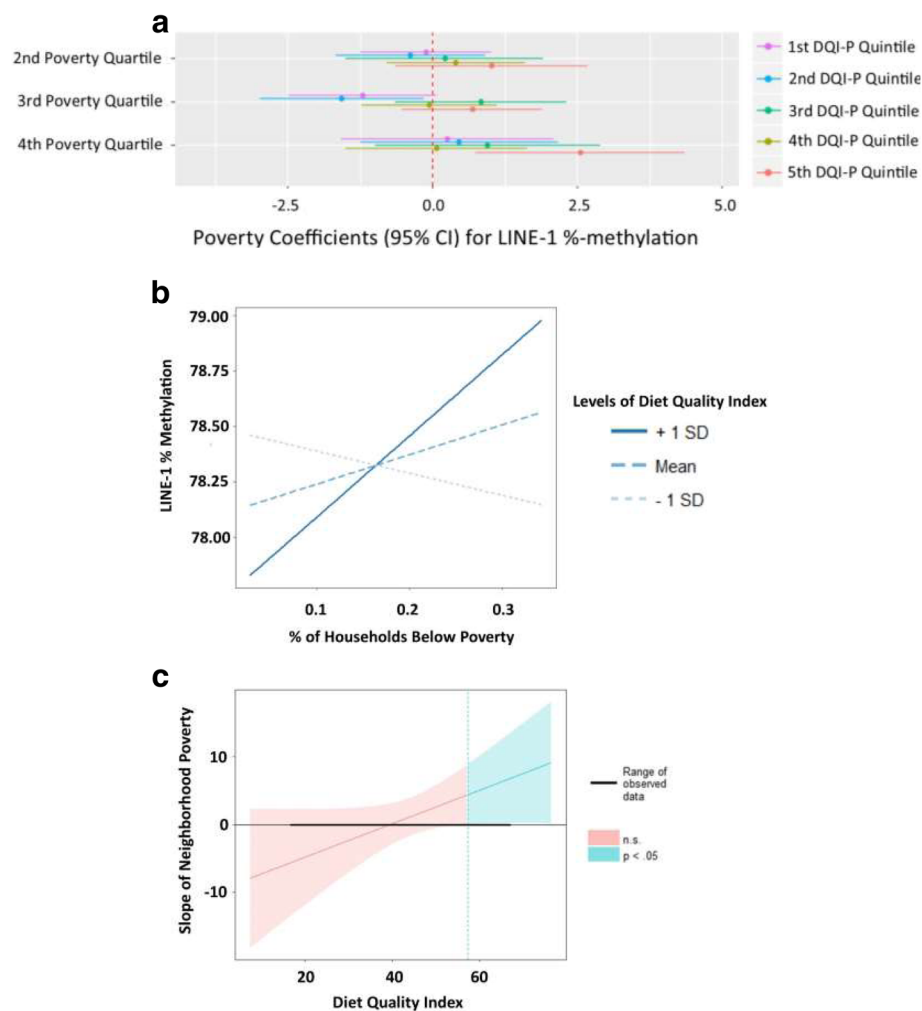 a
2nd Poverty Quartile
3rd Poverty Quartile
4th Poverty Quartile
1st DQI-P Quintile
2nd DQI-P Quintile
3rd DQI-P Quintile
4th DQI-P Quintile
5th DQI-P Quintile
-2.5 0.0 2.5 5.0
Poverty Coefficients (95% CI) for LINE-1 %-methylation
b
LINE-1 % Methylation
79.00
78.75
78.50
78.25
78.00
0.1 0.2 0.3
% of Households Below Poverty
Levels of Diet Quality Index
+ 1 SD
Mean
- 1 SD
c
Slope of Neighborhood Poverty
10
0
-10
20 40 60
Diet Quality Index
Range of
observed
data
n.s.
p < .05